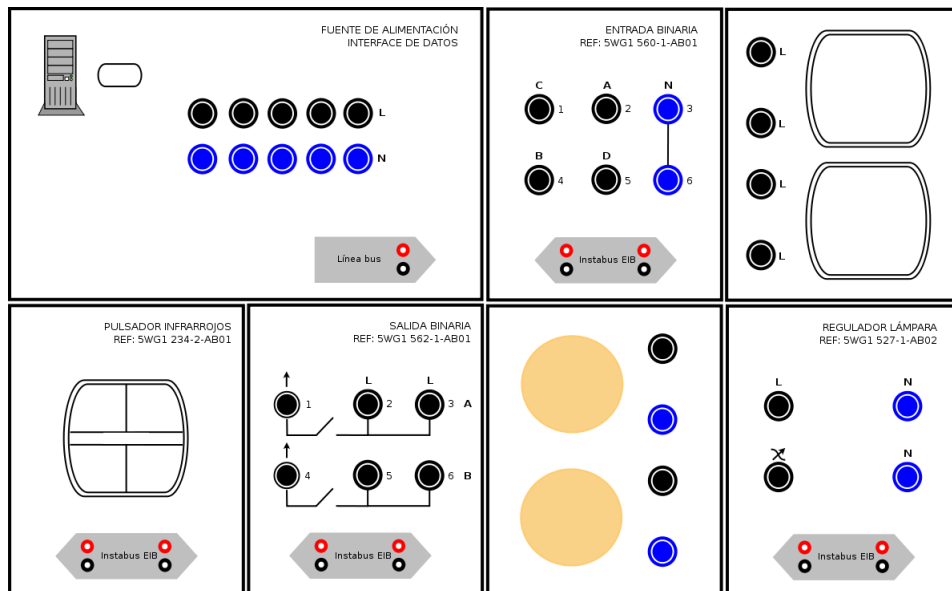 FUENTE DE ALIMENTACIÓN
INTERFACE DE DATOS
L
N
Línea bus
ENTRADA BINARIA
REF: 5WG1 560-1-AB01
C A N
1 2 3
B D
4 5 6
Instabus EIB
L
L
L
L
PULSADOR INFRARROJOS
REF: 5WG1 234-2-AB01
Instabus EIB
SALIDA BINARIA
REF: 5WG1 562-1-AB01
L L
1 2 3 A
4 5 6 B
Instabus EIB
REGULADOR LÁMPARA
REF: 5WG1 527-1-AB02
L N
N
Instabus EIB